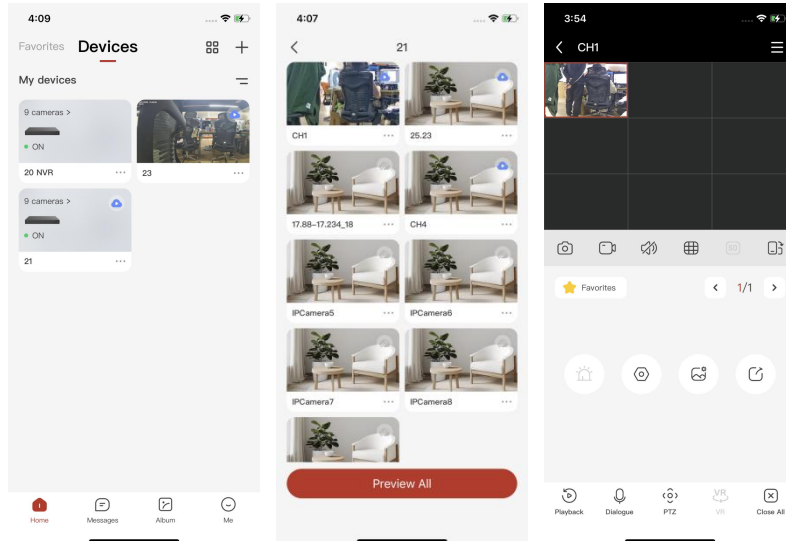 4:09
Favorites Devices
My devices
9 cameras >
ON
20 NVR
23
9 cameras >
ON
21
Home Messages Album Me
4:07
21
CH1 25.23
17.88-17.234_18 CH4
IPCamera5 IPCamera6
IPCamera7 IPCamera8
Preview All
3:54
CH1
SD
Favorites 1/1
VR
Playback Dialogue PTZ VR Close All